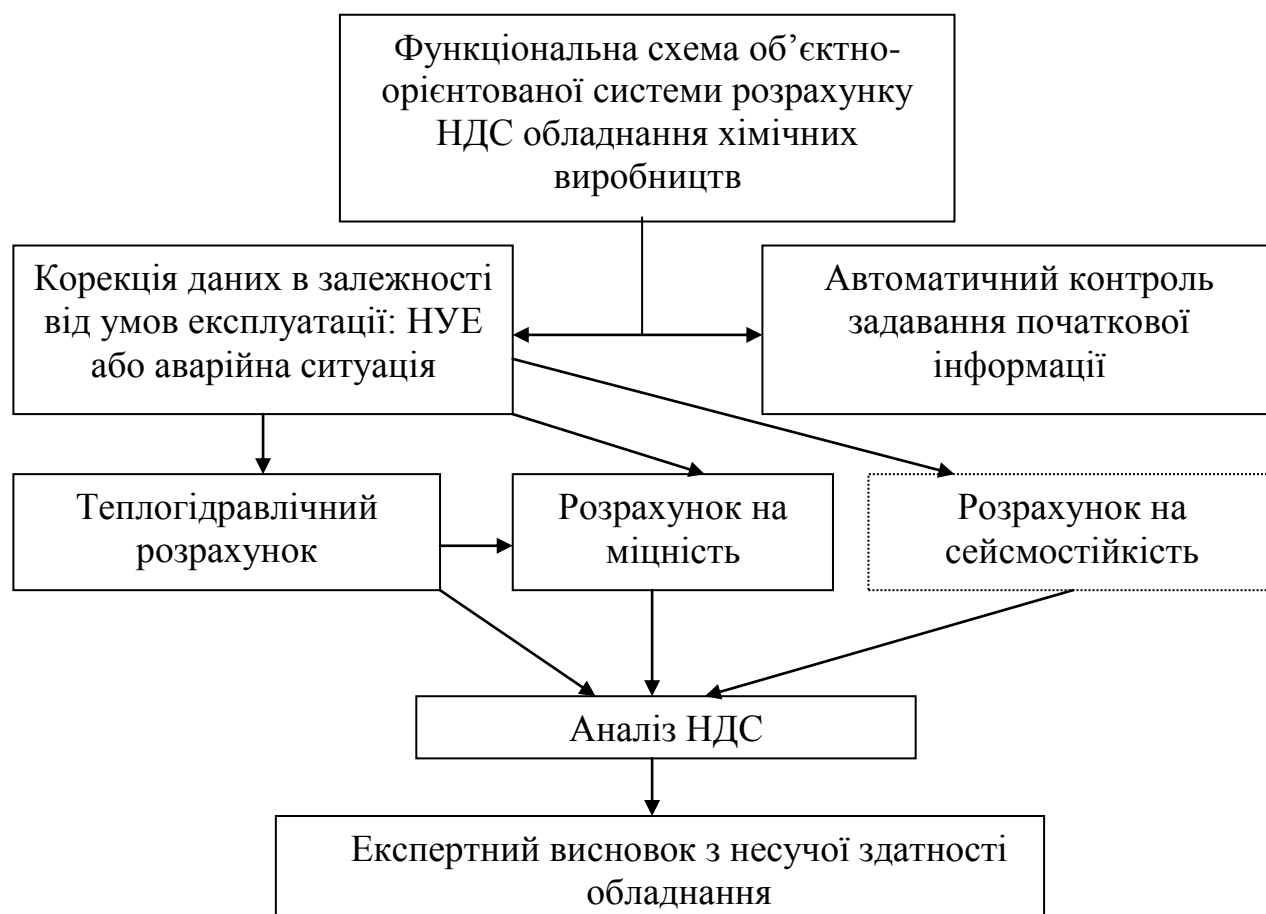 Функціональна схема об’єктно-
орієнтованої системи розрахунку
НДС обладнання хімічних
виробництв
Корекція даних в залежності
від умов експлуатації: НУЕ
або аварійна ситуація
Автоматичний контроль
задавання початкової
інформації
Теплогідравлічний
розрахунок
Розрахунок на
міцність
Розрахунок на
сейсмостійкість
Аналіз НДС
Експертний висновок з несучої здатності
обладнання